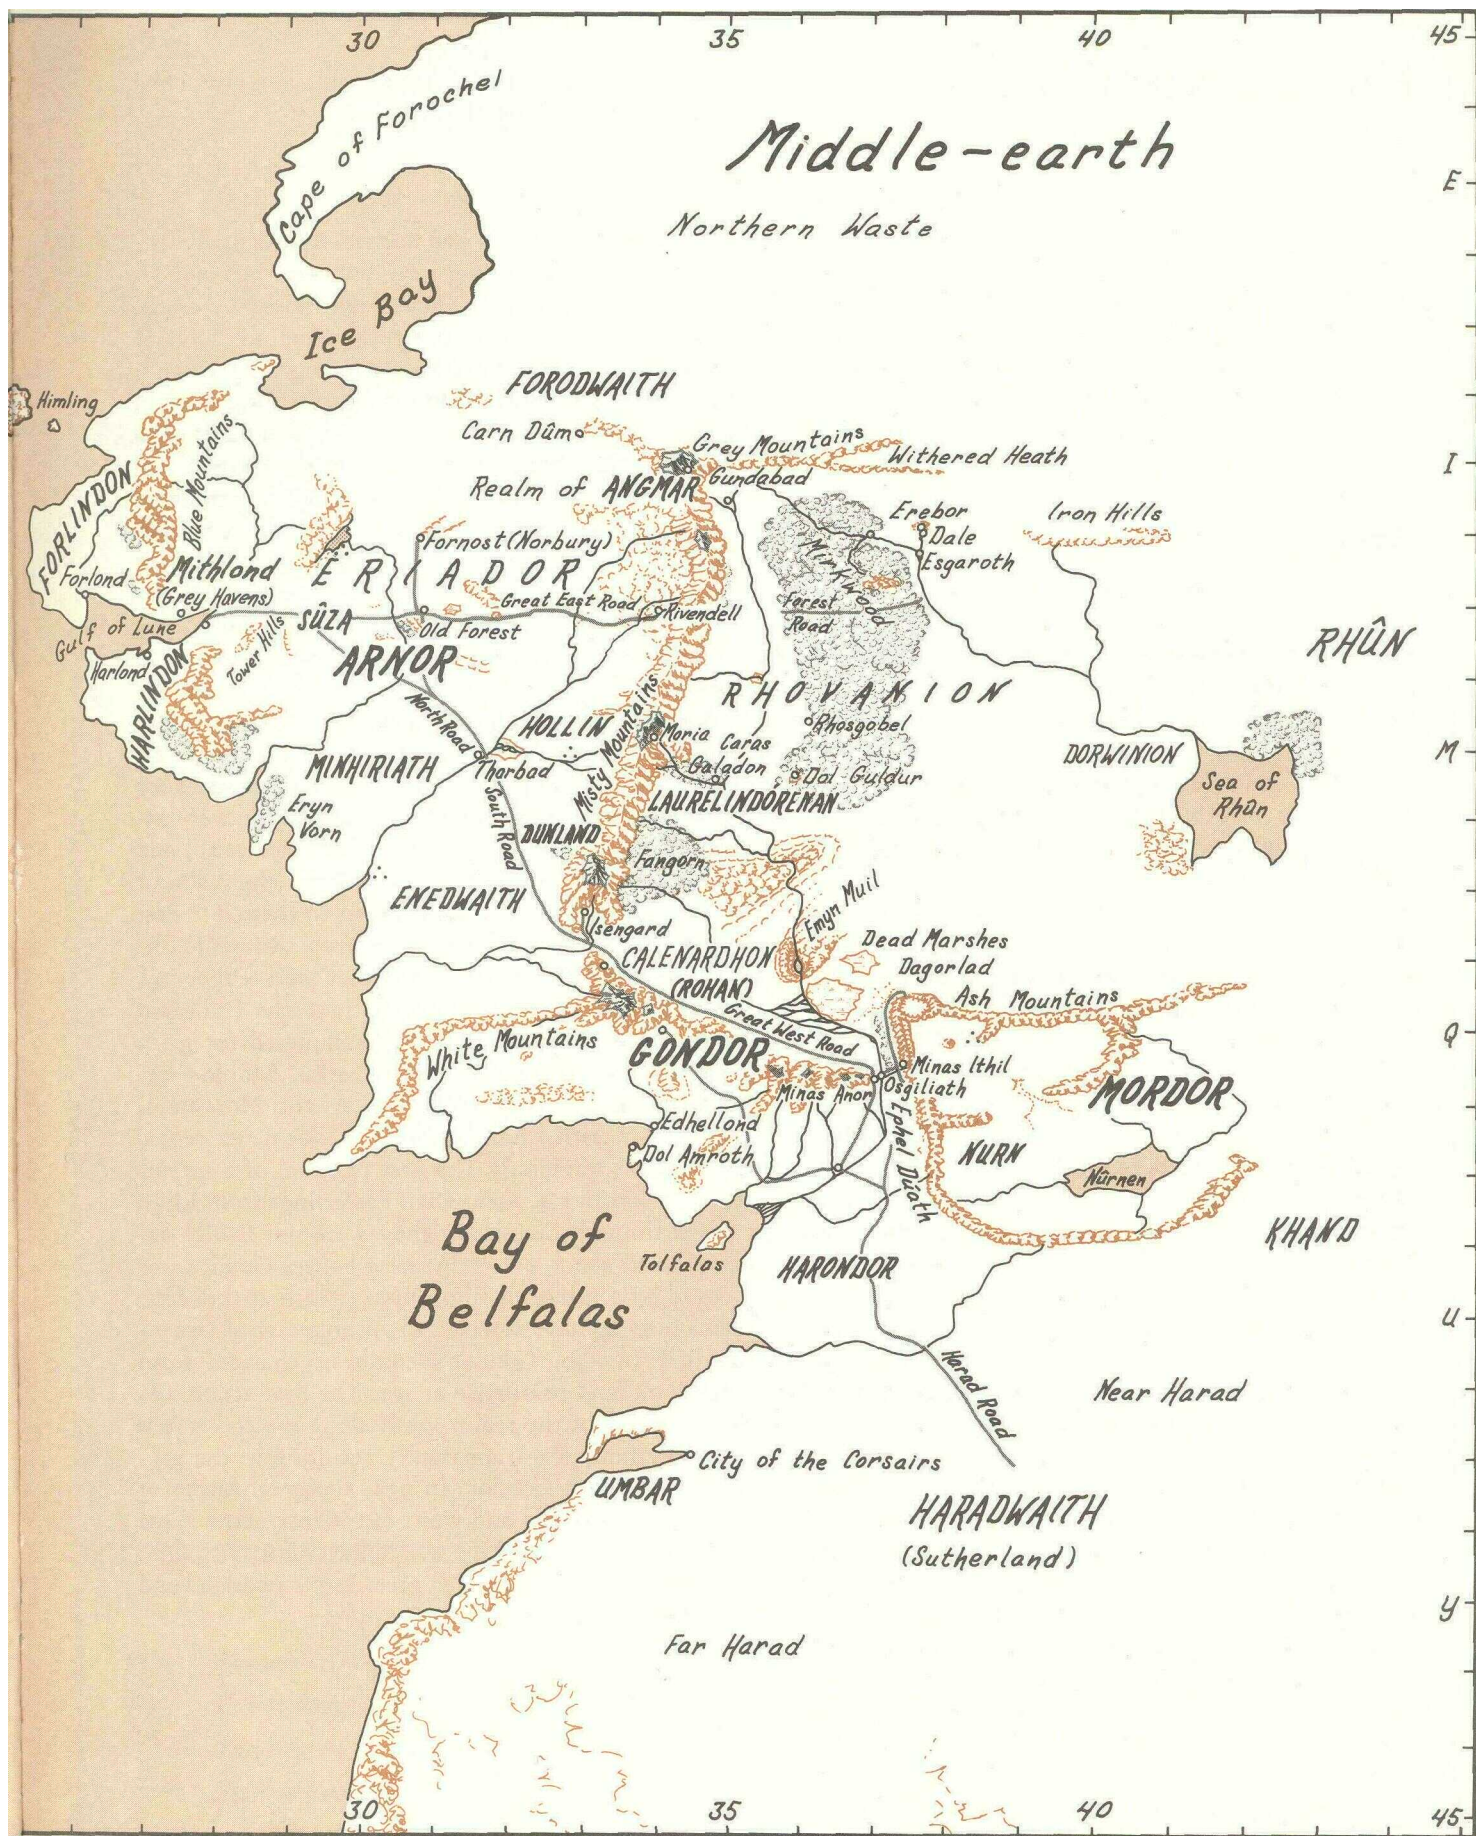 30
35
40
45
Cape of Forochel
Middle-earth
E
Northern Waste
Ice Bay
Himling
FORODWAITH
Carn Dûm
Grey Mountains
Withered Heath
I
Blue Mountains
Realm of ANGMAR
Gundabad
FORLINDON
Erebor
Iron Hills
Dale
Fornost (Norbury)
Mirkwood
Esgaroth
Forlond
Mithlond
(Grey Havens)
ERIADOR
Great East Road
Rivendell
Forest
Road
Gulf of Lune
SÛZA
Old Forest
RHÛN
Tower Hills
Harlond
HARLINDON
ARNOR
RHOVANION
North Road
HOLLIN
Misty Mountains
Moria
Rhosgobel
Caras
Galadon
DORWINION
M
MINHIRIATH
Tharbad
Dol Guldur
Sea of
Rhûn
Eryn
Vorn
South Road
LAURELINDÓRENAN
DUNLAND
Fangorn
ENEDWAITH
Emyn Muil
Isengard
Dead Marshes
CALENARDHON
(ROHAN)
Dagorlad
Ash Mountains
Great West Road
Q
White Mountains
GONDOR
Minas Ithil
Osgiliath
Minas Anor
MORDOR
Edhellond
Ephel Dúath
Dol Amroth
NURN
Nûrnen
Bay of
Belfalas
Tolfalas
HARONDOR
KHAND
U
Harad Road
Near Harad
City of the Corsairs
UMBAR
HARADWAITH
(Sutherland)
Y
Far Harad
30
35
40
45